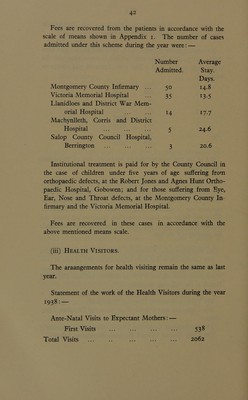 42
Fees are recovered from the patients in accordance with the
scale of means shown in Appendix 1. The number of cases
admitted under this scheme during the year were: —
Number Average
Admitted. Stay.
Days.
Montgomery County Infirmary ... 50 14.8
Victoria Memorial Hospital ... 35 13.5
Llanidloes and District War Mem-
orial Hospital ... 14 17.7
Machynlleth, Corris and District
Hospital ... ... ... 5 24.6
Salop County Council Hospital,
Berrington ... ... ... 3 20.6
Institutional treatment is paid for by the County Council in
the case of children under five years of age suffering from
orthopaedic defects, at the Robert Jones and Agnes Hunt Ortho-
paedic Hospital, Gobowen; and for those suffering from Eye,
Ear, Nose and Throat defects, at the Montgomery County In-
firmary and the Victoria Memorial Hospital.
Fees are recovered in these cases in accordance with the
above mentioned means scale.
(iii) Health Visitors.
The arrangements for health visiting remain the same as last
year.
Statement of the work of the Health Visitors during the year
1938: —
Ante-Natal Visits to Expectant Mothers: —
First Visits ... ... ... ... 538
Total Visits ... ... ... ... ... 2062